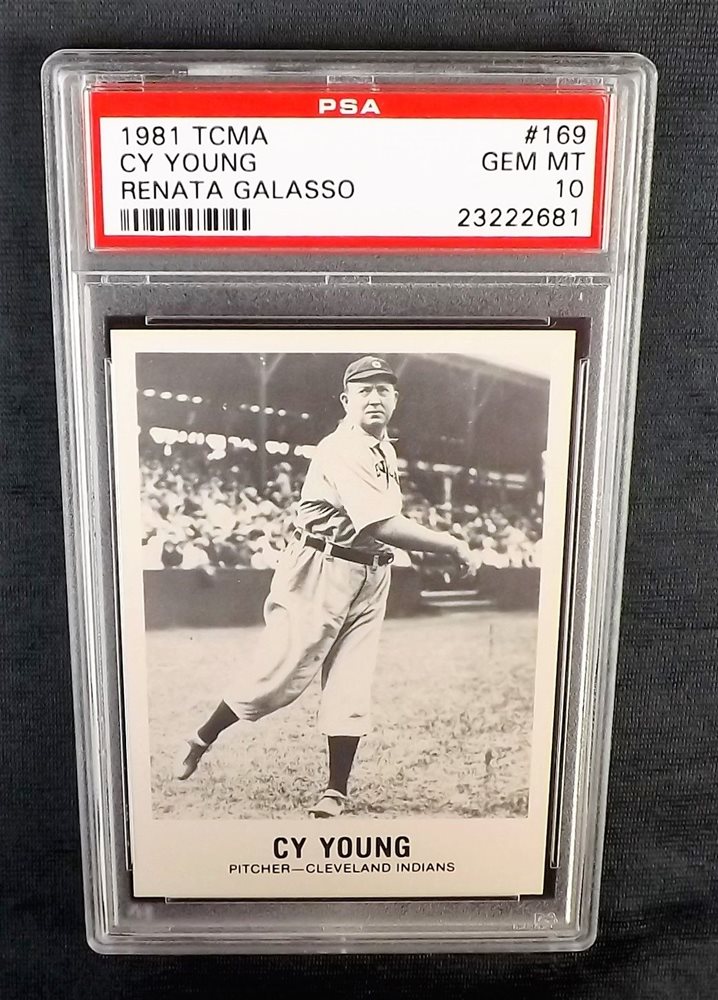 PSA
1981 TCMA #169
CY YOUNG GEM MT
RENATA GALASSO 10
23222681
CY YOUNG
PITCHER—CLEVELAND INDIANS